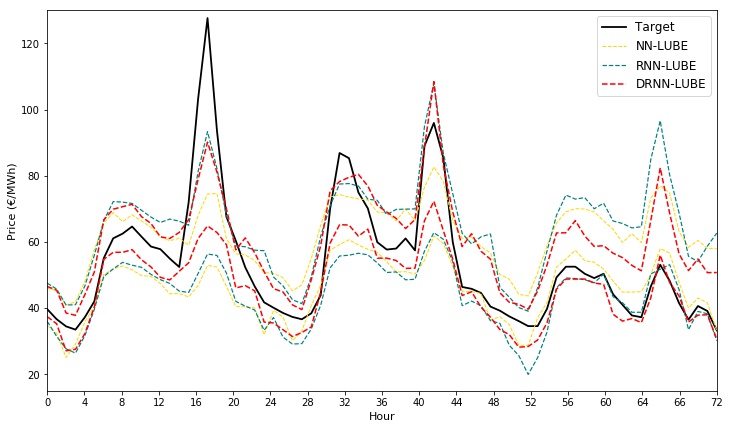 Target
NN-LUBE
RNN-LUBE
DRNN-LUBE
Price (€/MWh)
120
100
80
60
40
20
0 4 8 12 16 20 24 28 32 36 40 44 48 52 56 60 64 68 72
Hour